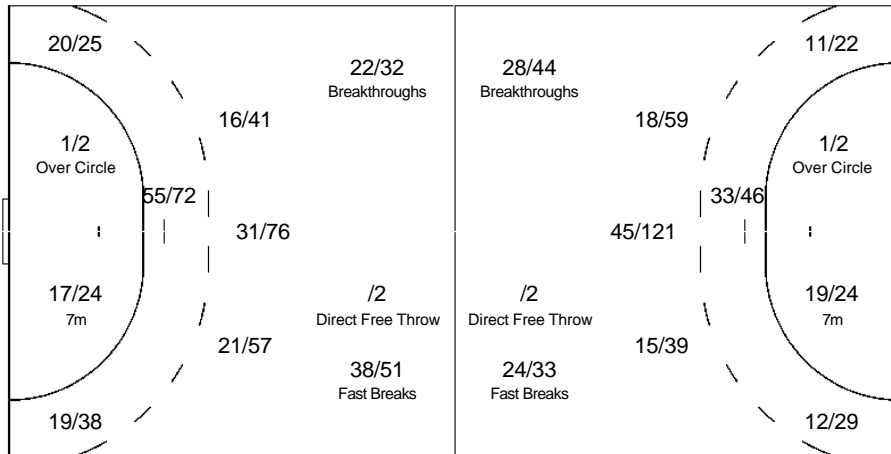 20/25
11/22
22/32
Breakthroughs
28/44
Breakthroughs
16/41
18/59
1/2
Over Circle
1/2
Over Circle
55/72
33/46
31/76
45/121
17/24
7m
/2
Direct Free Throw
/2
Direct Free Throw
19/24
7m
21/57
15/39
38/51
Fast Breaks
24/33
Fast Breaks
19/38
12/29